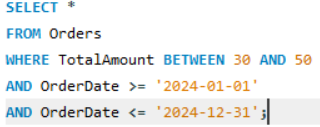 SELECT *
FROM Orders
WHERE TotalAmount BETWEEN 30 AND 50
AND OrderDate >= '2024-01-01'
AND OrderDate <= '2024-12-31';